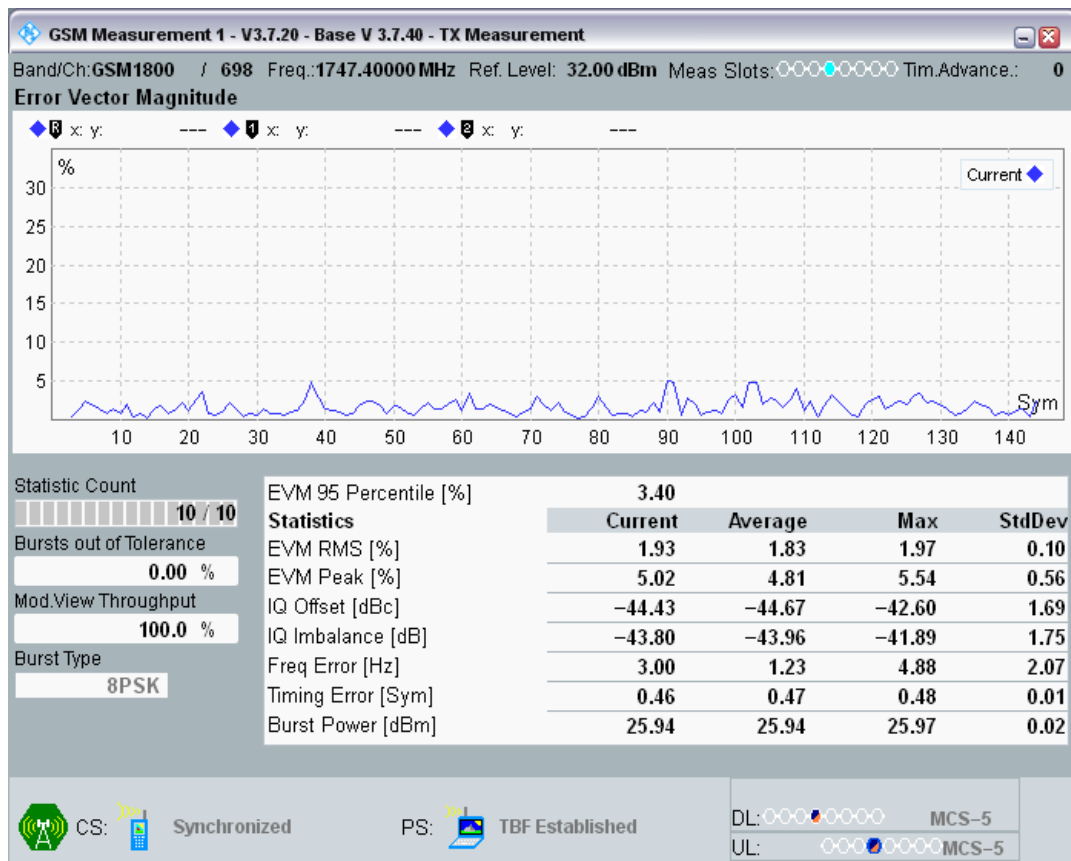 GSM Measurement 1 - V3.7.20 - Base V 3.7.40 - TX Measurement
Band/Ch:GSM1800 / 698 Freq.:1747.40000 MHz Ref. Level: 32.00 dBm Meas Slots: Tim.Advance.: 0
Error Vector Magnitude
R x: y: --- 1 x: y: --- 2 x: y: ---
%
Current
30
25
20
15
10
5
Sym
10 20 30 40 50 60 70 80 90 100 110 120 130 140
Statistic Count
10 / 10
Bursts out of Tolerance
0.00 %
Mod.View Throughput
100.0 %
Burst Type
8PSK
EVM 95 Percentile [%] 3.40
Statistics Current Average Max StdDev
EVM RMS [%] 1.93 1.83 1.97 0.10
EVM Peak [%] 5.02 4.81 5.54 0.56
IQ Offset [dBc] −44.43 −44.67 −42.60 1.69
IQ Imbalance [dB] −43.80 −43.96 −41.89 1.75
Freq Error [Hz] 3.00 1.23 4.88 2.07
Timing Error [Sym] 0.46 0.47 0.48 0.01
Burst Power [dBm] 25.94 25.94 25.97 0.02
CS: Synchronized PS: TBF Established
DL: MCS−5
UL: MCS−5